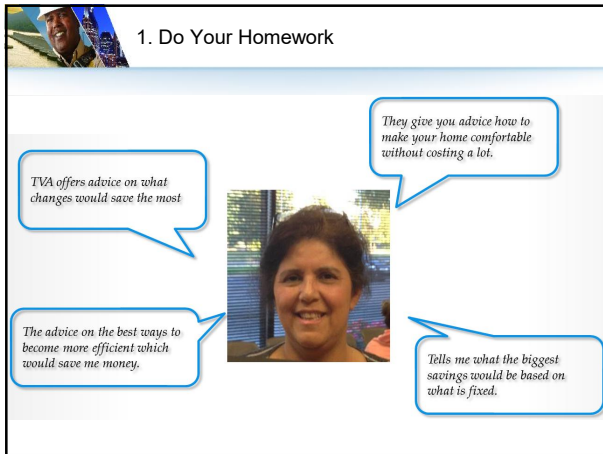 1. Do Your Homework
They give you advice how to
make your home comfortable
without costing a lot.
TVA offers advice on what
changes would save the most
The advice on the best ways to
become more efficient which
would save me money.
Tells me what the biggest
savings would be based on
what is fixed.